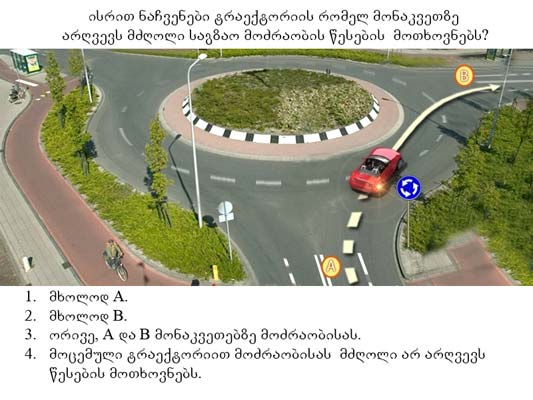 ისრით ნაჩვენები ტრაექტორიის რომელ მონაკვეთზე
არღვევს მძღოლი საგზაო მოძრაობის წესების მოთხოვნებს?
B
A
1. მხოლოდ A.
2. მხოლოდ B.
3. ორივე, A და B მონაკვეთებზე მოძრაობისას.
4. მოცემული ტრაექტორიით მოძრაობისას მძღოლი არ არღვევს
წესების მოთხოვნებს.